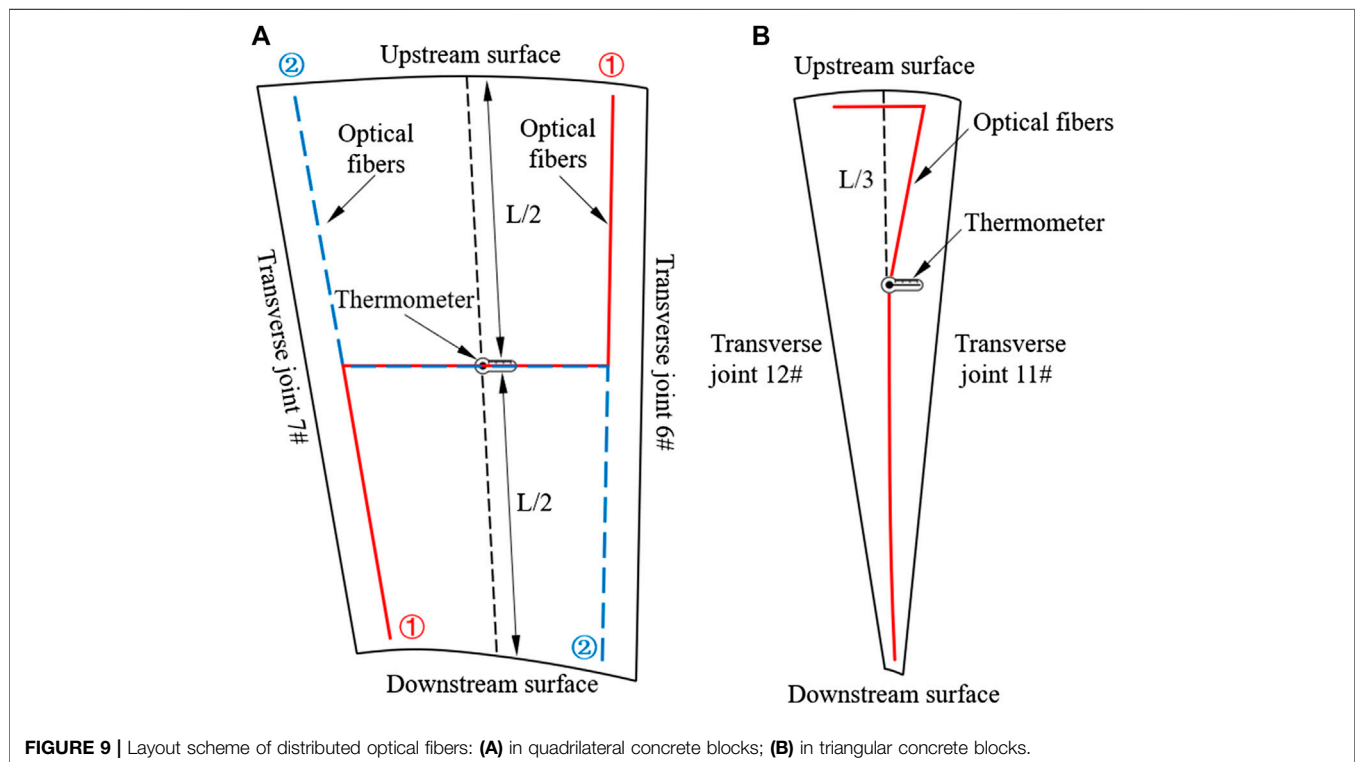 A
Upstream surface
②
①
Optical
fibers
Optical
fibers
L/2
Transverse joint 7#
Thermometer
Transverse joint 6#
L/2
①
②
Downstream surface
B
Upstream surface
Optical fibers
L/3
Thermometer
Transverse
joint 12#
Transverse
joint 11#
Downstream surface
FIGURE 9 | Layout scheme of distributed optical fibers: (A) in quadrilateral concrete blocks; (B) in triangular concrete blocks.